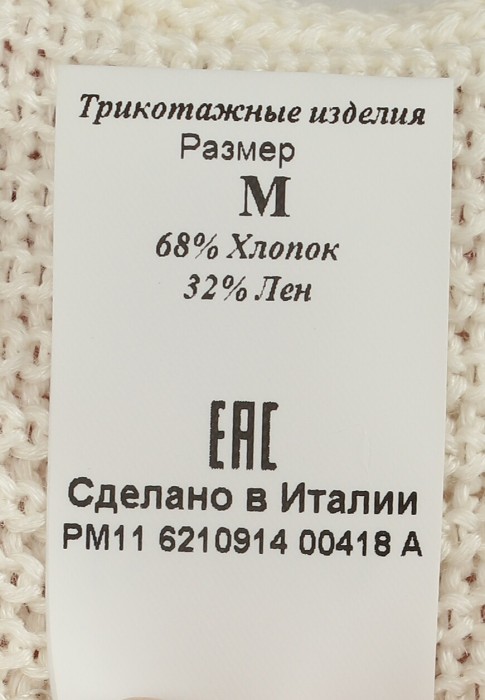 Трикотажные изделия
Размер
М
68% Хлопок
32% Лен
EAC
Сделано в Италии
PM11 6210914 00418 A